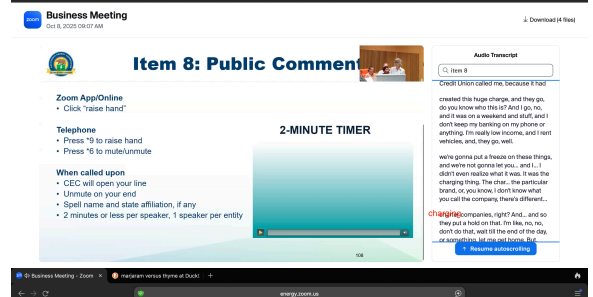 zoom
Business Meeting
Oct 8, 2025 09:07 AM
Download (4 files)
Item 8: Public Comment
Zoom App/Online
• Click “raise hand”
Telephone
• Press *9 to raise hand
• Press *6 to mute/unmute
When called upon
• CEC will open your line
• Unmute on your end
• Spell name and state affiliation, if any
• 2 minutes or less per speaker, 1 speaker per entity
2-MINUTE TIMER
108
Audio Transcript
item 8
Credit Union called me, because it had
created this huge charge, and they go,
do you know who this is? And I go, no,
and it was on a weekend and stuff, and I
don't keep my banking on my phone or
anything. I'm really low income, and I rent
vehicles, and, they go, well.
we're gonna put a freeze on these things,
and we're not gonna let you... and I... I
didn't even realize what it was. It was the
charging thing. The char... the particular
brand, or, you know, I don't know what
you call the company, there's different...
charging
companies, right? And... and so
they put a hold on that. I'm like, no, no,
don't do that, wait till the end of the day,
or something, let me get home. But
Resume autoscrolling
Business Meeting - Zoom
marjaram versus thyme at Duckl
energy.zoom.us